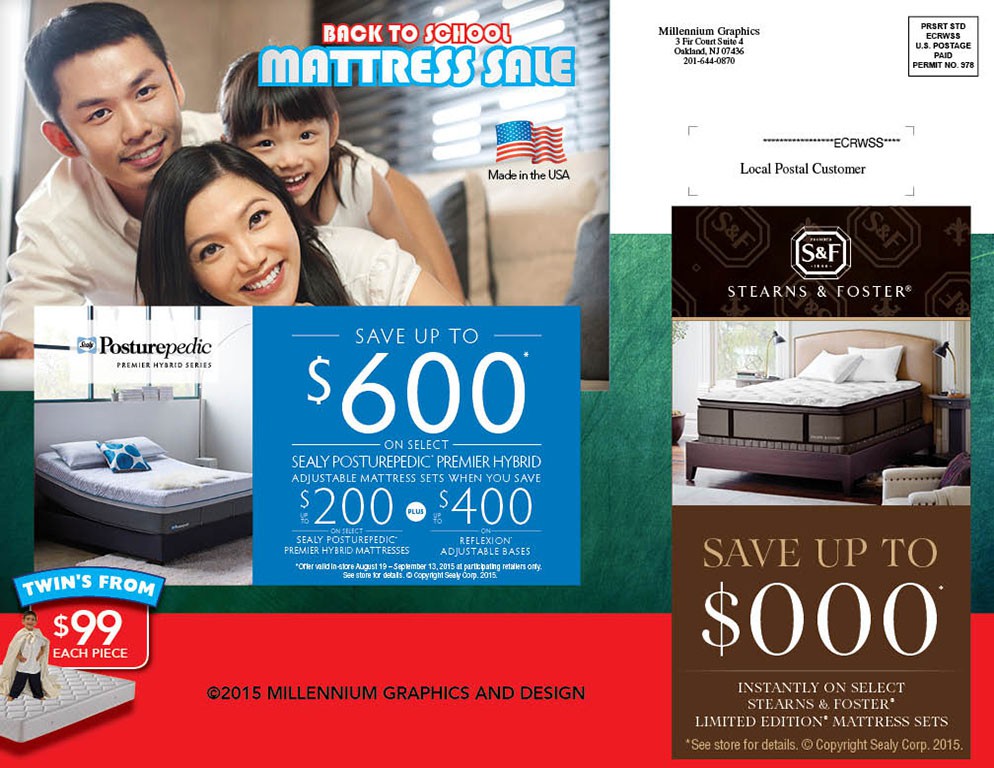 BACK TO SCHOOL
MATTRESS SALE
Made in the USA
Millennium Graphics
3 Fir Court Suite 4
Oakland, NJ 07436
201-644-0870
PRSRT STD
ECRWSS
U.S. POSTAGE
PAID
PERMIT NO. 978
******************ECRWSS****
Local Postal Customer
Sealy Posturepedic
PREMIER HYBRID SERIES
SAVE UP TO
$600*
ON SELECT
SEALY POSTUREPEDIC® PREMIER HYBRID
ADJUSTABLE MATTRESS SETS WHEN YOU SAVE
UP TO $200 PLUS UP TO $400
ON SELECT
SEALY POSTUREPEDIC®
PREMIER HYBRID MATTRESSES
ON
REFLEXION®
ADJUSTABLE BASES
*Offer valid in-store August 19 – September 13, 2015 at participating retailers only.
See store for details. © Copyright Sealy Corp. 2015.
TWIN'S FROM
$99
EACH PIECE
©2015 MILLENNIUM GRAPHICS AND DESIGN
S&F
S&F
S&F
STEARNS & FOSTER®
SAVE UP TO
$000*
INSTANTLY ON SELECT
STEARNS & FOSTER®
LIMITED EDITION® MATTRESS SETS
*See store for details. © Copyright Sealy Corp. 2015.